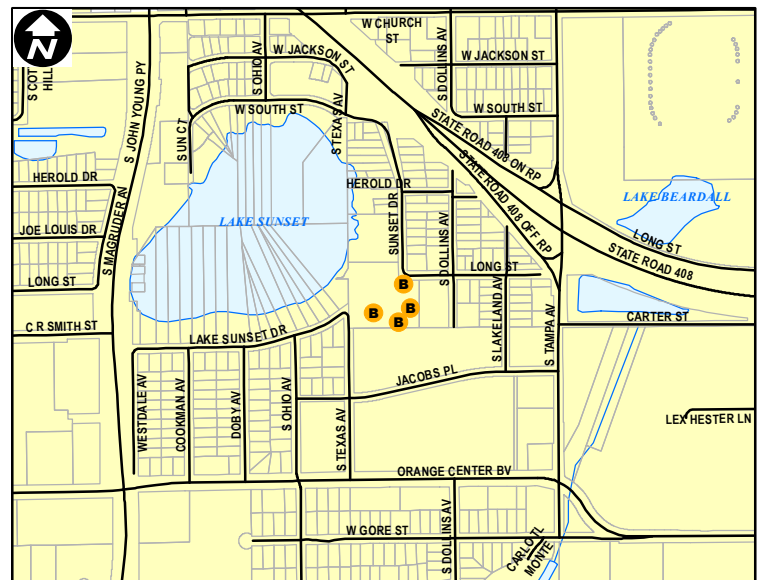 N
S COT
HILL
S JOHN YOUNG PY
S OHIO AV
W JACKSON ST
W CHURCH
ST
S DOLLINS AV
W JACKSON ST
W SOUTH ST
W SOUTH ST
S TEXAS AV
S SUN CT
STATE ROAD 408 ON RP
STATE ROAD 408 OFF RP
HEROLD DR
HEROLD DR
LAKE BEARDALL
LAKE SUNSET
SUNSET DR
S DOLLINS AV
JOE LOUIS DR
S MAGRUDER AV
LONG ST
STATE ROAD 408
LONG ST
LONG ST
B
B
B
B
S LAKELAND AV
S TAMPA AV
CARTER ST
C R SMITH ST
LAKE SUNSET DR
JACOBS PL
WESTDALE AV
COOKMAN AV
DOBY AV
S OHIO AV
S TEXAS AV
LEX HESTER LN
ORANGE CENTER BV
S DOLLINS AV
W GORE ST
CARLO TL
MONTE